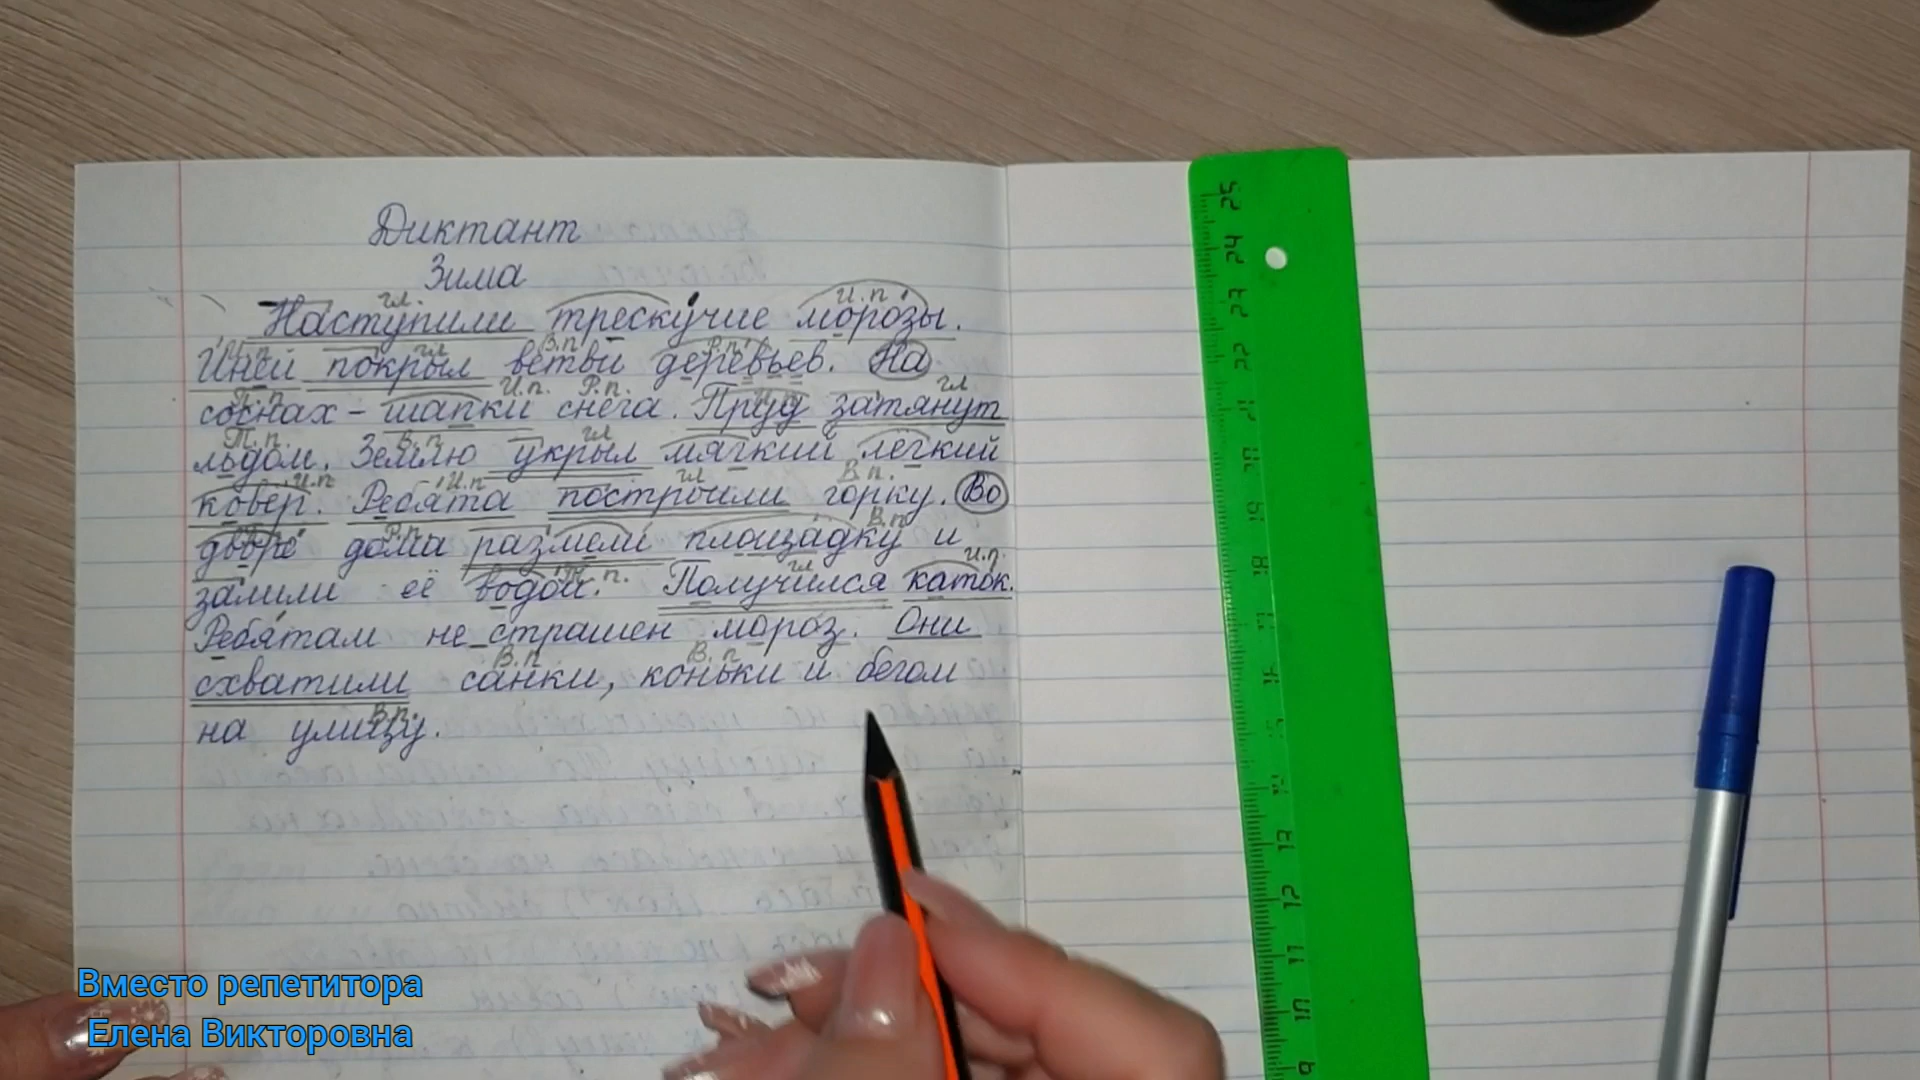 Диктант
Зима
Наступили трескучие морозы.
Иней покрыл ветви деревьев. На
соснах - шапки снега. Пруд затянут
льдом. Землю укрыл мягкий лёгкий
ковёр. Ребята построили горку. Во
дворе дома размели площадку и
залили её водой. Получился каток.
Ребятам не страшен мороз. Они
схватили санки, коньки и бегом
на улицу.
Вместо репетитора
Елена Викторовна